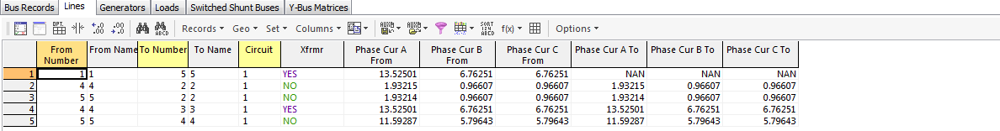 Bus Records Lines Generators Loads Switched Shunt Buses Y-Bus Matrices
Records Geo Set Columns Options
From Number From Name To Number To Name Circuit Xfrmr Phase Cur A From Phase Cur B From Phase Cur C From Phase Cur A To Phase Cur B To Phase Cur C To
1 1 1 5 5 1 YES 13.52501 6.76251 6.76251 NAN NAN NAN
2 4 4 2 2 1 NO 1.93215 0.96607 0.96607 1.93215 0.96607 0.96607
3 5 5 2 2 1 NO 1.93214 0.96607 0.96607 1.93214 0.96607 0.96607
4 4 4 3 3 1 YES 13.52501 6.76251 6.76251 13.52501 6.76251 6.76251
5 5 5 4 4 1 NO 11.59287 5.79643 5.79643 11.59287 5.79643 5.79643